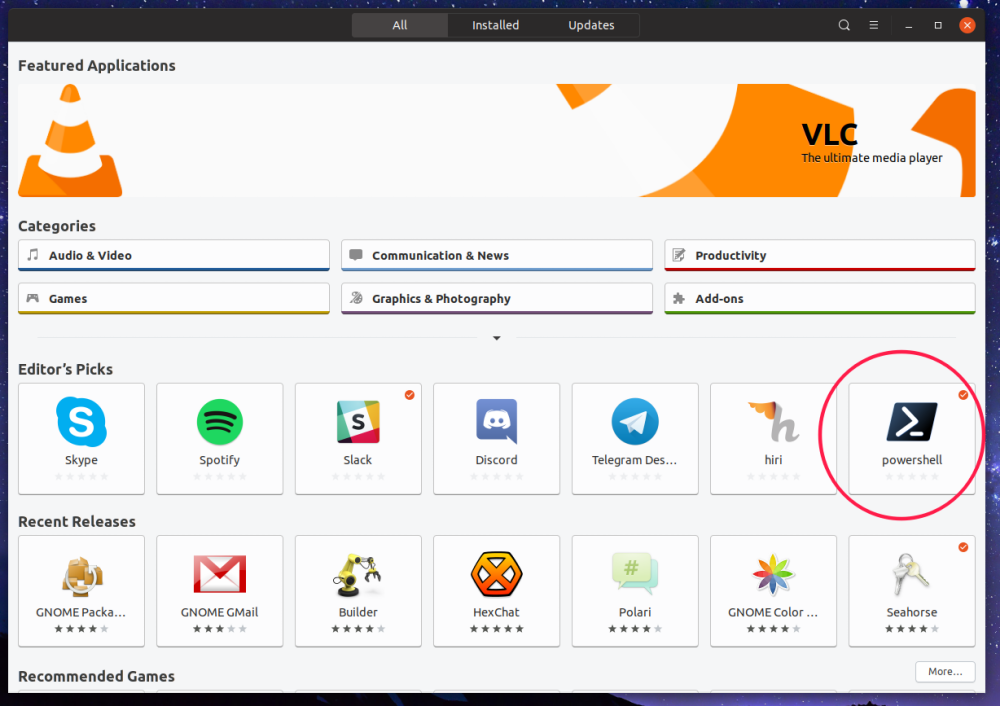 All Installed Updates
Featured Applications
VLC
The ultimate media player
Categories
Audio & Video Communication & News Productivity
Games Graphics & Photography Add-ons
Editor’s Picks
S S
Skype Spotify Slack Discord Telegram Des... hiri powershell
Recent Releases
#
GNOME Packa... GNOME GMail Builder HexChat Polari GNOME Color ... Seahorse
Recommended Games More...